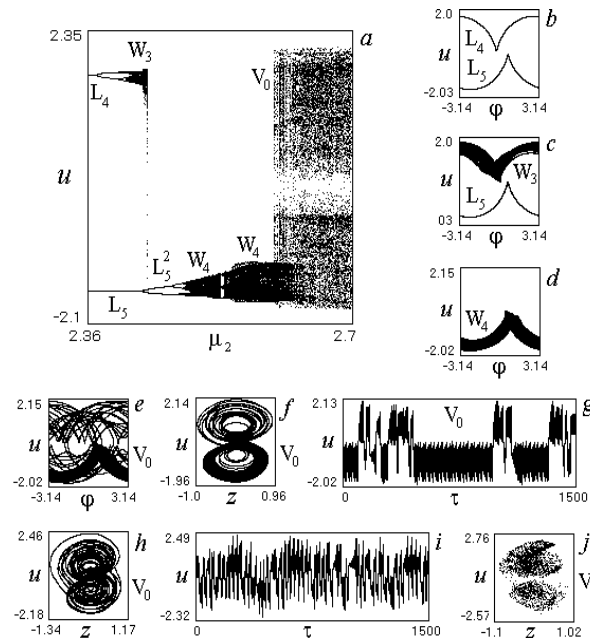 2.35
a
W3
V0
L4
u
L5^2
W4
W4
L5
-2.1
2.36
μ2
2.7
2.0
b
u
L4
L5
-2.03
-3.14
φ
3.14
2.0
c
u
W3
L5
03
-3.14
φ
3.14
2.15
d
u
W4
-2.02
-3.14
φ
3.14
2.15
e
u
V0
-2.02
-3.14
φ
3.14
2.14
f
u
V0
-1.96
-1.0
z
0.96
2.13
V0
g
u
-2.02
0
τ
1500
2.46
h
u
V0
-2.18
-1.34
z
1.17
2.49
i
u
-2.32
0
τ
1500
2.76
j
u
V
-2.57
-1.1
z
1.02